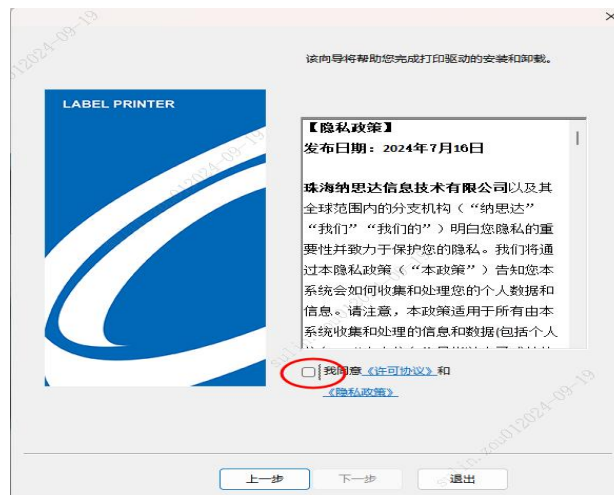 该向导将帮助您完成打印驱动的安装和卸载。
LABEL PRINTER
【隐私政策】
发布日期：2024年7月16日
珠海纳思达信息技术有限公司以及其
全球范围内的分支机构（“纳思达”
“我们”“我们的”）明白您隐私的重
要性并致力于保护您的隐私。我们将通
过本隐私政策（“本政策”）告知您本
系统会如何收集和处理您的个人数据和
信息。请注意，本政策适用于所有由本
系统收集和处理的信息和数据(包括个人
我同意《许可协议》和
《隐私政策》
上一步
下一步
退出
012024-09-19
012024-09-19
2024-09-19